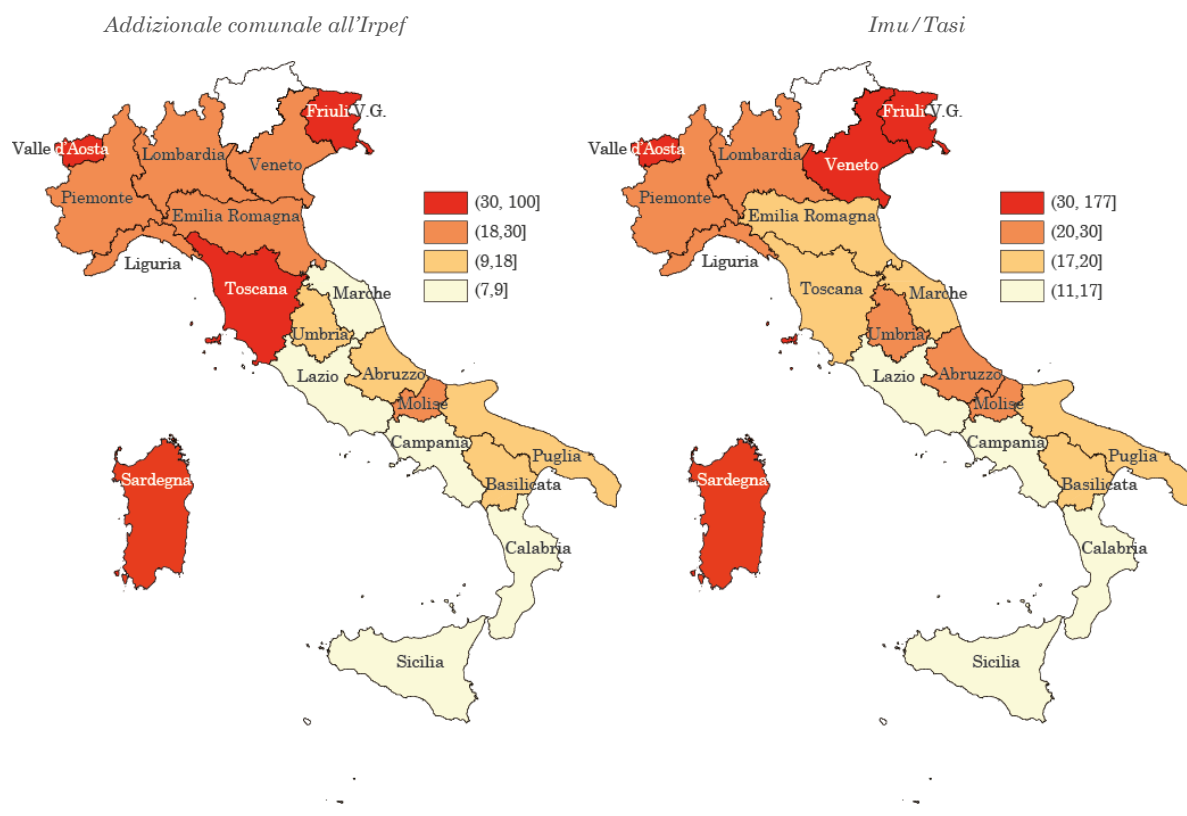 Addizionale comunale all'Irpef
Friuli V.G.
Valle d'Aosta
Lombardia
Veneto
Piemonte
Emilia Romagna
Liguria
Toscana
Marche
Umbria
Lazio
Abruzzo
Molise
Campania
Puglia
Basilicata
Sardegna
Calabria
Sicilia
(30, 100]
(18,30]
(9,18]
(7,9]
Imu/Tasi
Friuli V.G.
Valle d'Aosta
Lombardia
Veneto
Piemonte
Emilia Romagna
Liguria
Toscana
Marche
Umbria
Lazio
Abruzzo
Molise
Campania
Puglia
Basilicata
Sardegna
Calabria
Sicilia
(30, 177]
(20,30]
(17,20]
(11,17]